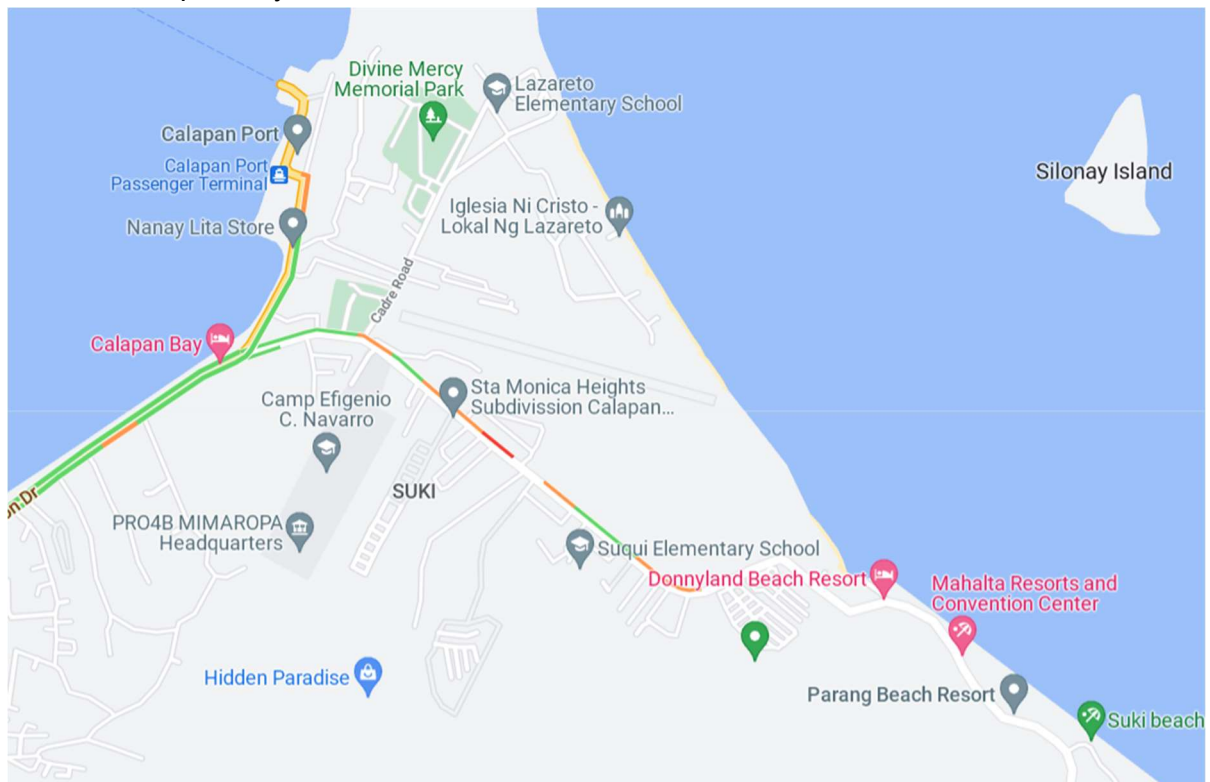 Divine Mercy
Memorial Park
Lazareto
Elementary School
Calapan Port
Calapan Port
Passenger Terminal
Silonay Island
Iglesia Ni Cristo -
Lokal Ng Lazareto
Nanay Lita Store
Cadre Road
Calapan Bay
Camp Efigenio
C. Navarro
Sta Monica Heights
Subdivission Calapan...
SUKI
on Dr
PRO4B MIMAROPA
Headquarters
Suqui Elementary School
Donnyland Beach Resort
Mahalta Resorts and
Convention Center
Hidden Paradise
Parang Beach Resort
Suki beach